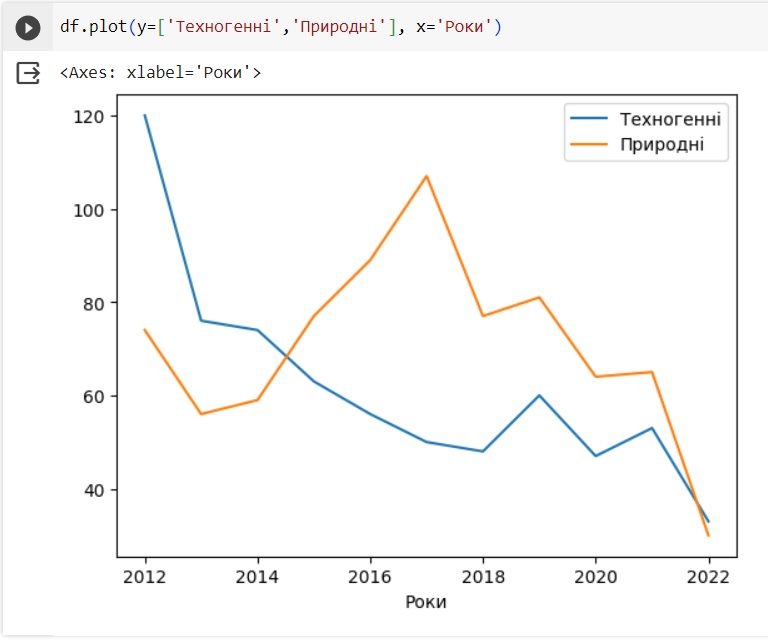 df.plot(y=['Техногенні','Природні'], x='Роки')
<Axes: xlabel='Роки'>
120
100
80
60
40
Техногенні
Природні
2012 2014 2016 2018 2020 2022
Роки